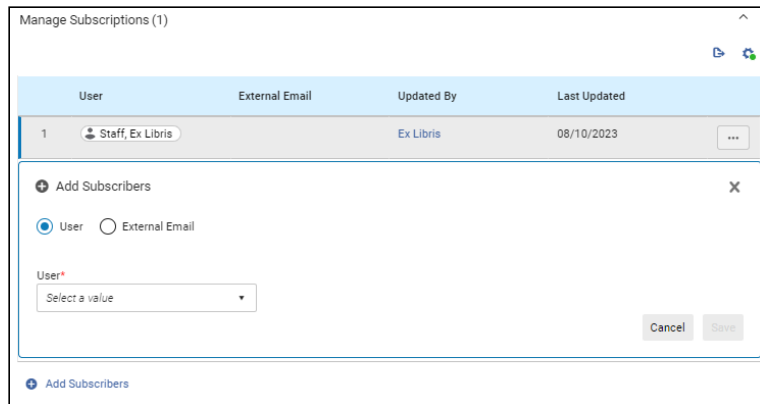 Manage Subscriptions (1)
User External Email Updated By Last Updated
1 Staff, Ex Libris Ex Libris 08/10/2023
Add Subscribers
User External Email
User*
Select a value
Cancel Save
Add Subscribers